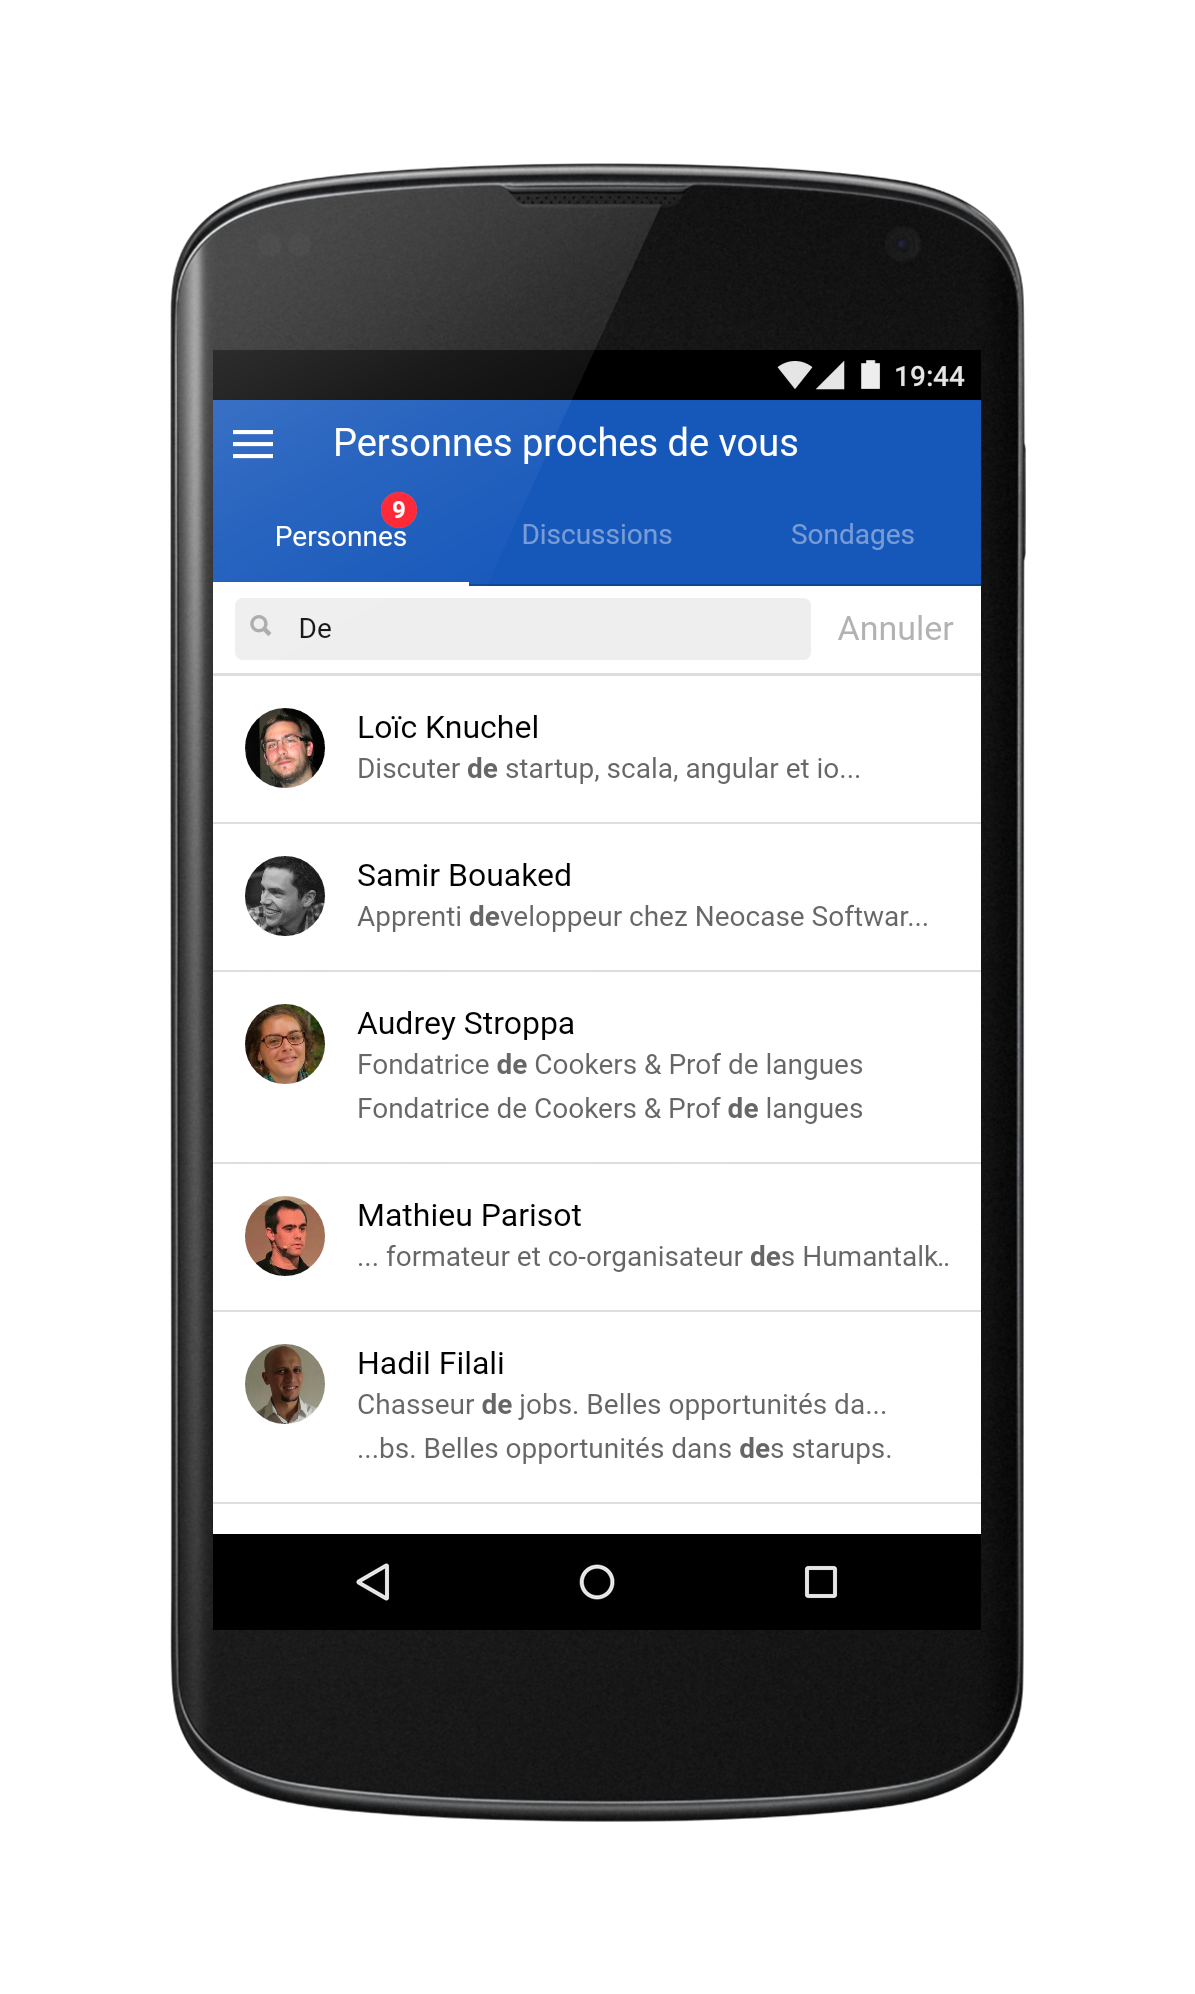 19:44
Personnes proches de vous
9
Personnes Discussions Sondages
De Annuler
Loïc Knuchel
Discuter de startup, scala, angular et io...
Samir Bouaked
Apprenti developpeur chez Neocase Softwar...
Audrey Stroppa
Fondatrice de Cookers & Prof de langues
Fondatrice de Cookers & Prof de langues
Mathieu Parisot
... formateur et co-organisateur des Humantalk..
Hadil Filali
Chasseur de jobs. Belles opportunités da...
...bs. Belles opportunités dans des starups.